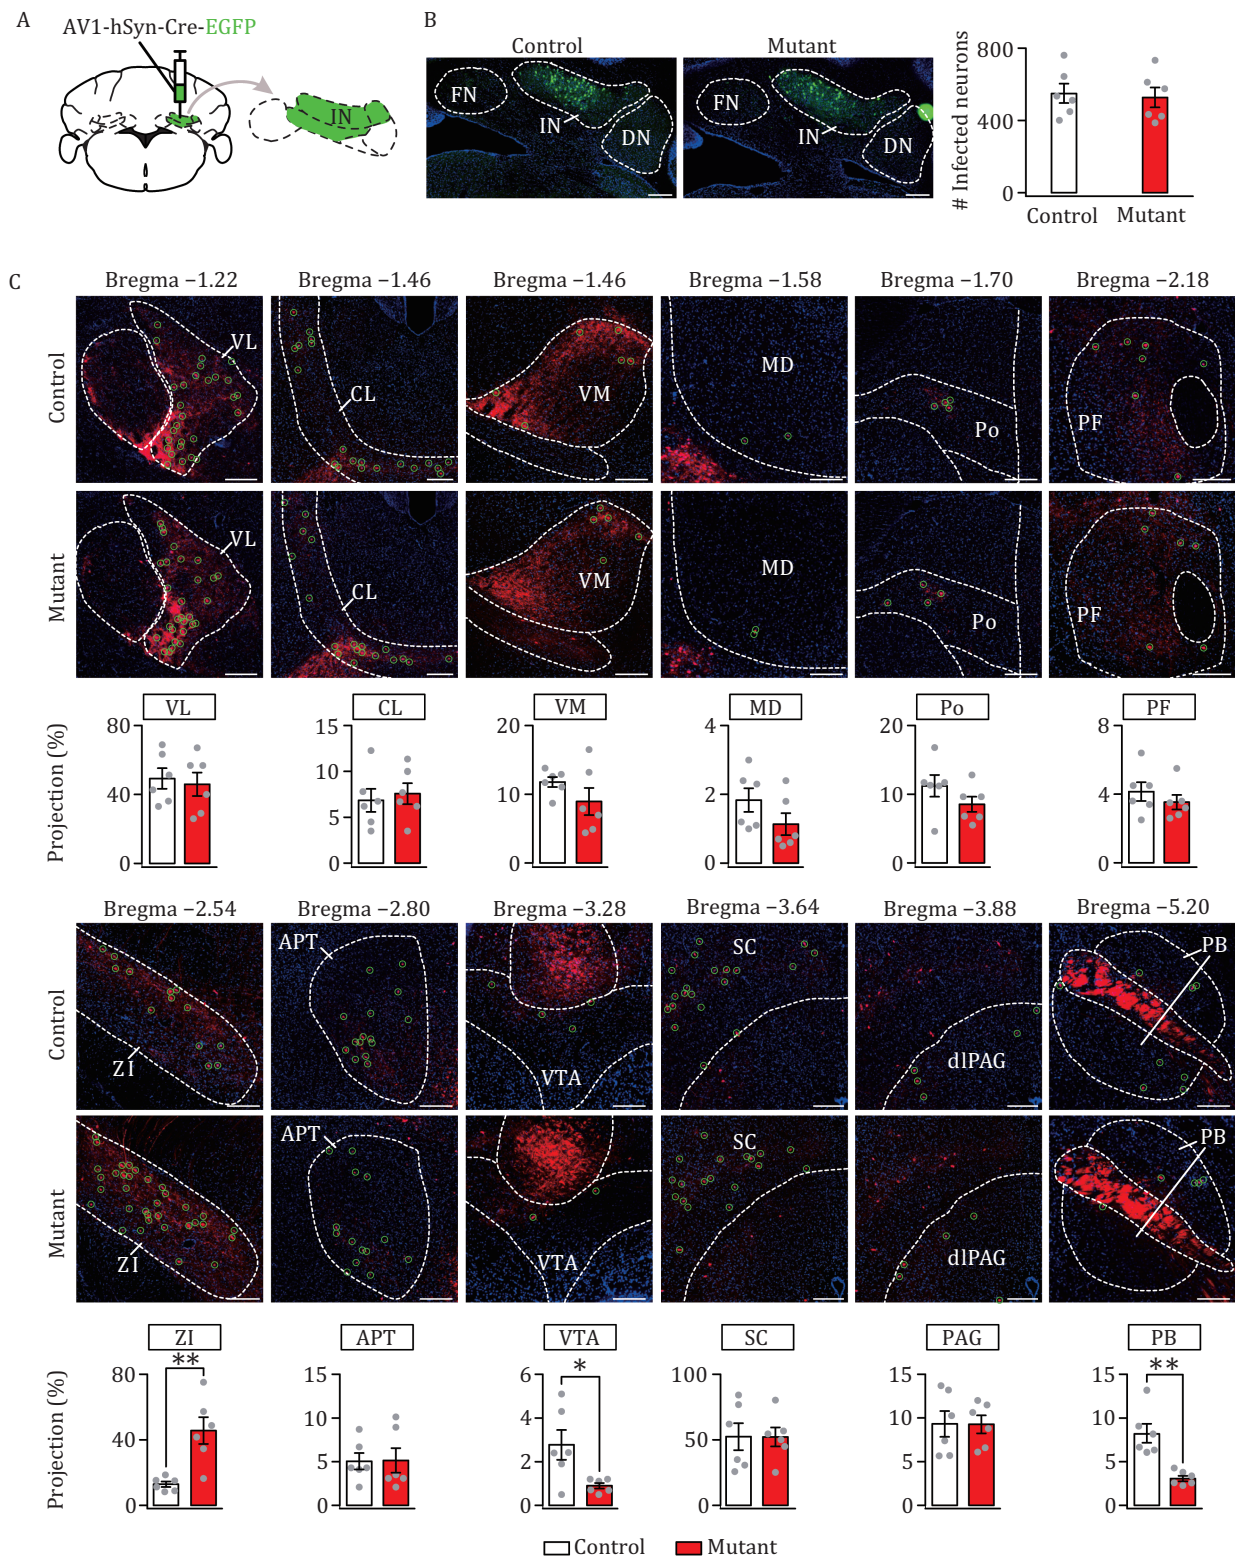 A
AV1-hSyn-Cre-EGFP
IN
B
Control
Mutant
FN
IN
DN
FN
IN
DN
# Infected neurons
800
400
0
Control
Mutant
C
Bregma −1.22
Bregma −1.46
Bregma −1.46
Bregma −1.58
Bregma −1.70
Bregma −2.18
Control
VL
CL
VM
MD
Po
PF
Mutant
VL
CL
VM
MD
Po
PF
Projection (%)
VL
80
40
0
CL
15
10
5
0
VM
20
10
0
MD
4
2
0
Po
20
10
0
PF
8
4
0
Bregma −2.54
Bregma −2.80
Bregma −3.28
Bregma −3.64
Bregma −3.88
Bregma −5.20
Control
ZI
APT
VTA
SC
dlPAG
PB
Mutant
ZI
APT
VTA
SC
dlPAG
PB
Projection (%)
ZI
80
40
0
**
APT
15
10
5
0
VTA
6
4
2
0
*
SC
100
50
0
PAG
15
10
5
0
PB
15
10
5
0
**
Control
Mutant